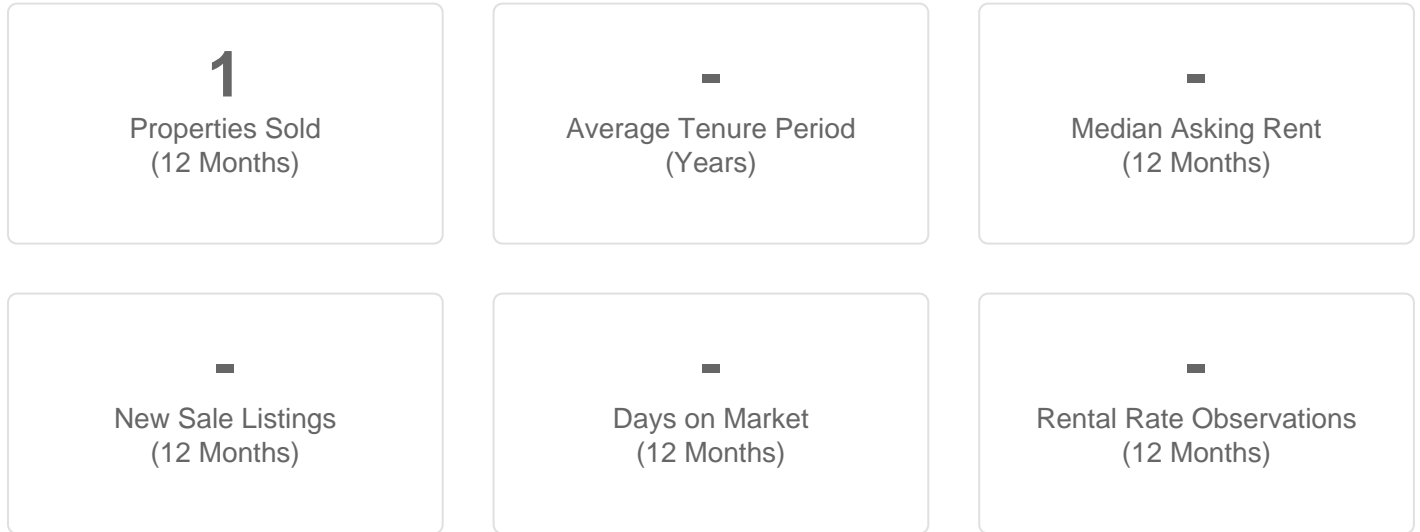 1
Properties Sold
(12 Months)
-
Average Tenure Period
(Years)
-
Median Asking Rent
(12 Months)
-
New Sale Listings
(12 Months)
-
Days on Market
(12 Months)
-
Rental Rate Observations
(12 Months)